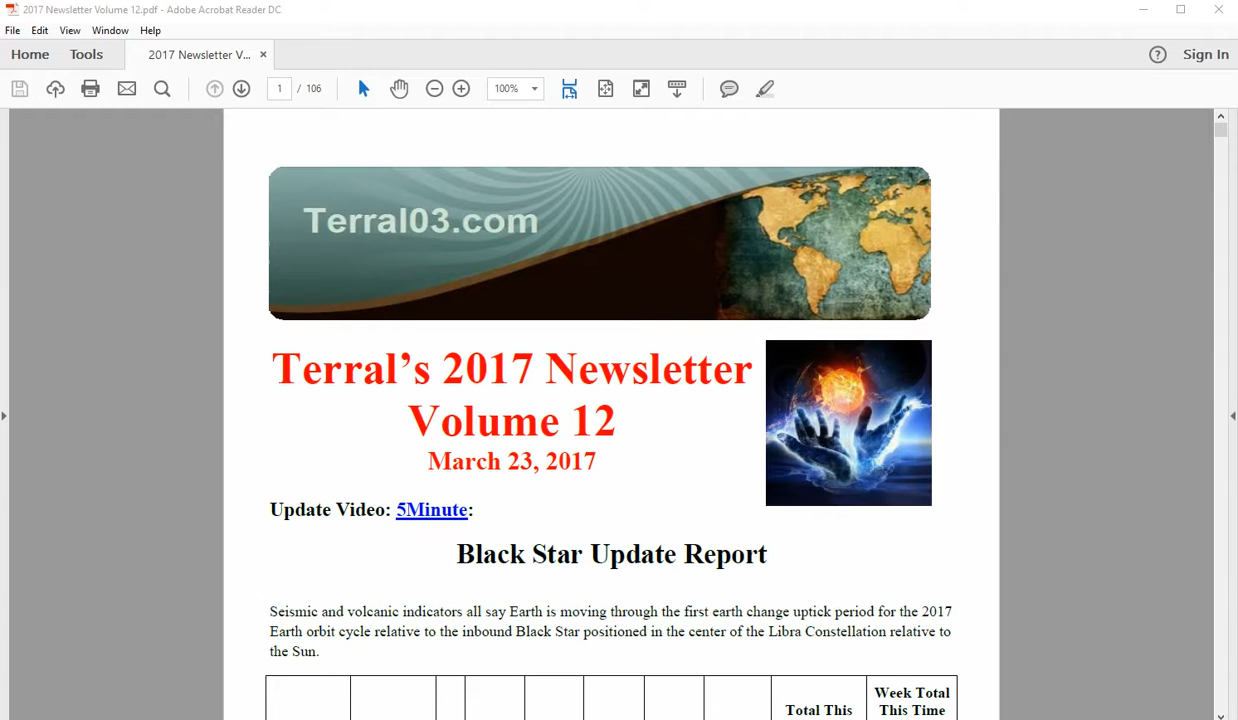 2017 Newsletter Volume 12.pdf - Adobe Acrobat Reader DC
File Edit View Window Help
Home Tools 2017 Newsletter V... × Sign In
1 / 106 100%
Terral03.com
Terral's 2017 Newsletter
Volume 12
March 23, 2017
Update Video: 5Minute:
Black Star Update Report
Seismic and volcanic indicators all say Earth is moving through the first earth change uptick period for the 2017
Earth orbit cycle relative to the inbound Black Star positioned in the center of the Libra Constellation relative to
the Sun.
Week Total
Total This This Time